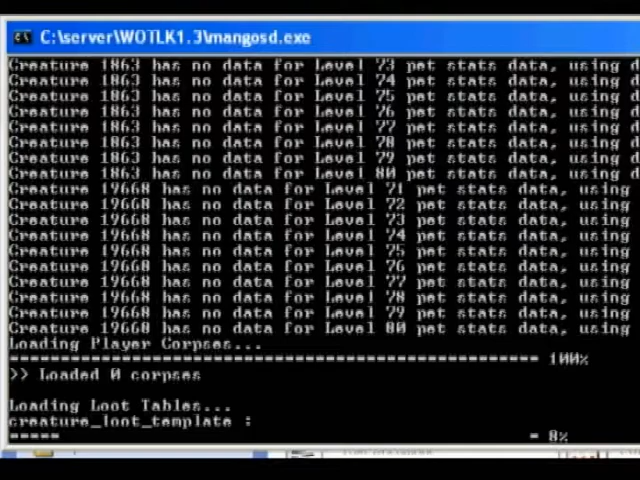 C:\server\WOTLK1.3\mangosd.exe
Creature 1863 has no data for Level 73 pet stats data, using d
Creature 1863 has no data for Level 74 pet stats data, using d
Creature 1863 has no data for Level 75 pet stats data, using d
Creature 1863 has no data for Level 76 pet stats data, using d
Creature 1863 has no data for Level 77 pet stats data, using d
Creature 1863 has no data for Level 78 pet stats data, using d
Creature 1863 has no data for Level 79 pet stats data, using d
Creature 1863 has no data for Level 80 pet stats data, using d
Creature 19668 has no data for Level 71 pet stats data, using
Creature 19668 has no data for Level 72 pet stats data, using
Creature 19668 has no data for Level 73 pet stats data, using
Creature 19668 has no data for Level 74 pet stats data, using
Creature 19668 has no data for Level 75 pet stats data, using
Creature 19668 has no data for Level 76 pet stats data, using
Creature 19668 has no data for Level 77 pet stats data, using
Creature 19668 has no data for Level 78 pet stats data, using
Creature 19668 has no data for Level 79 pet stats data, using
Creature 19668 has no data for Level 80 pet stats data, using
Loading Player Corpses...
100%
>> Loaded 0 corpses
Loading Loot Tables...
creature_loot_template :
===== = 8%